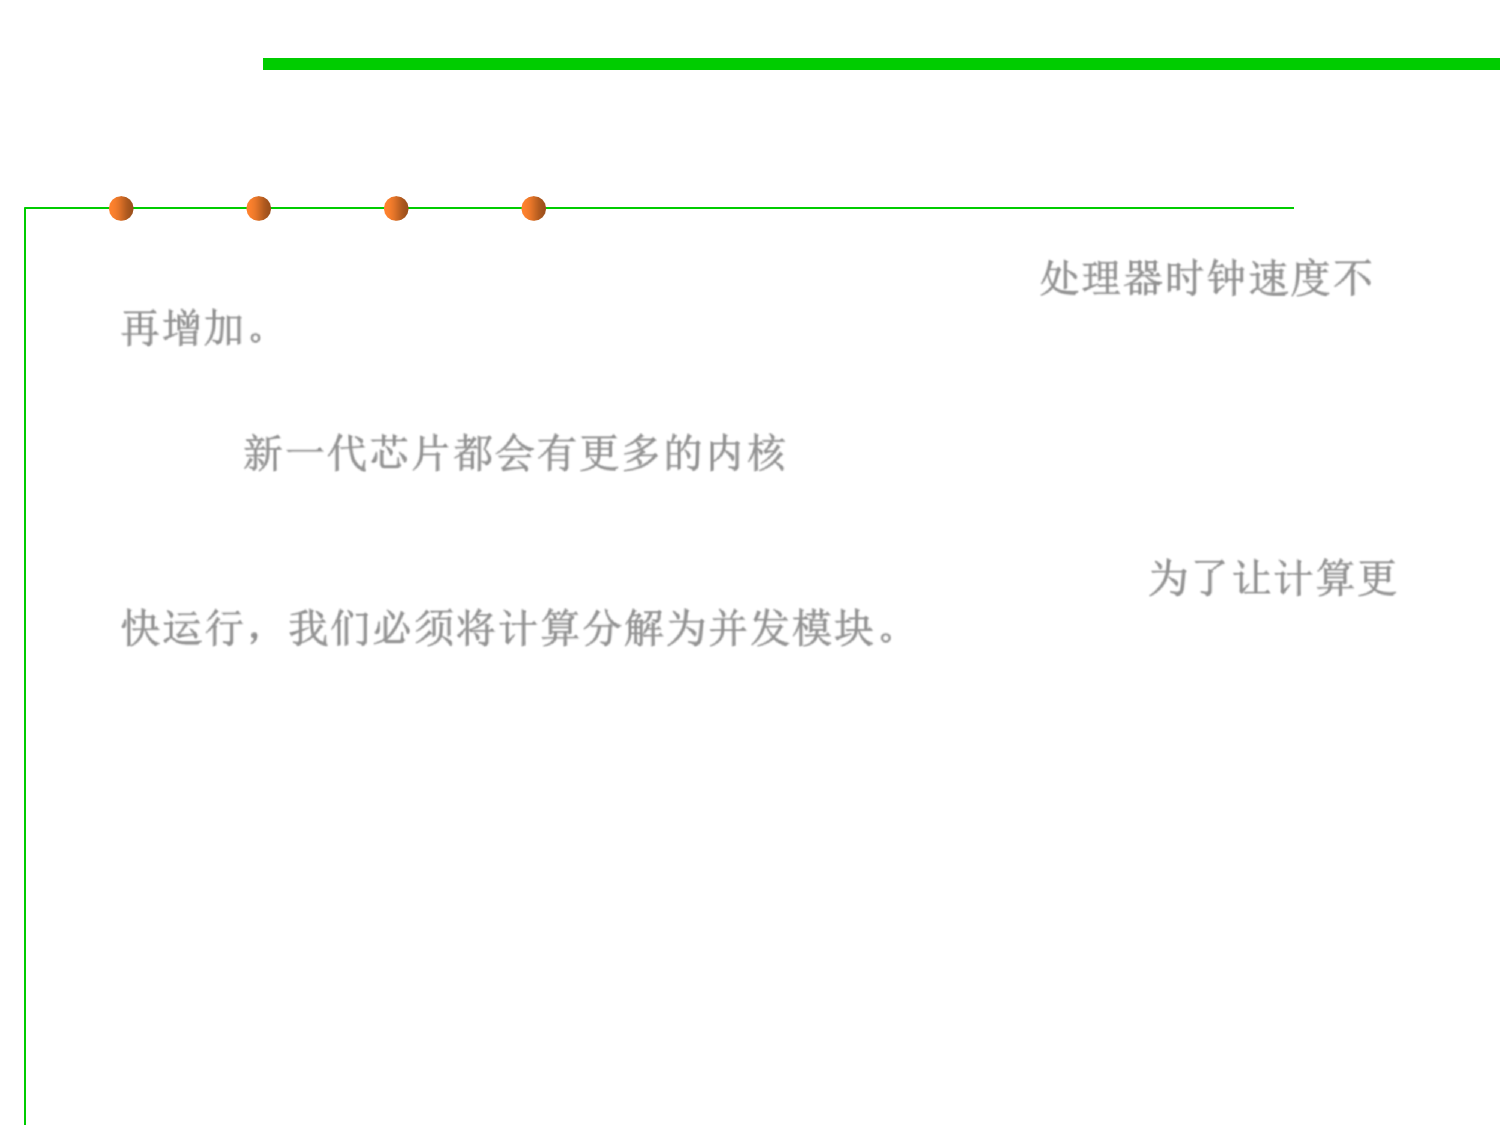 处理器时钟速度不
再增加。
新一代芯片都会有更多的内核
为了让计算更
快运行，我们必须将计算分解为并发模块。